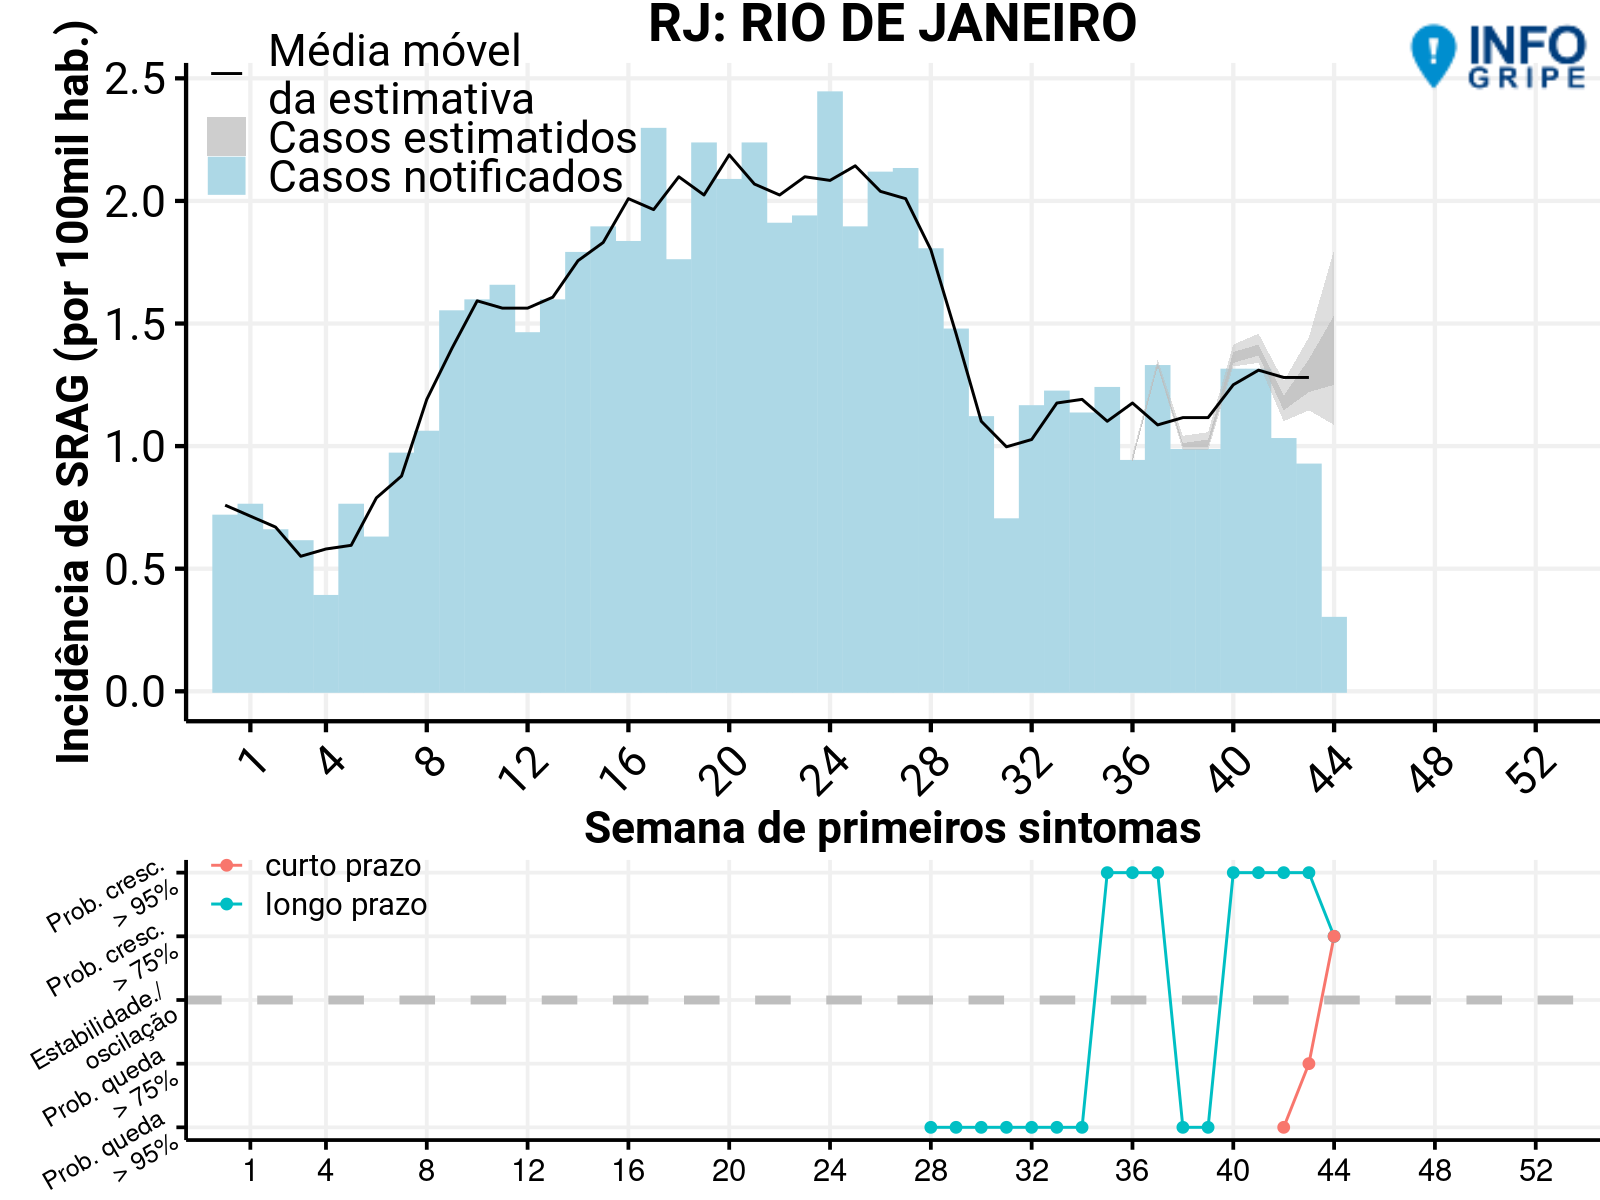 RJ: RIO DE JANEIRO
INFO
GRIPE
Média móvel
da estimativa
Casos estimatidos
Casos notificados
Incidência de SRAG (por 100mil hab.)
2.5
2.0
1.5
1.0
0.5
0.0
1 4 8 12 16 20 24 28 32 36 40 44 48 52
Semana de primeiros sintomas
curto prazo
longo prazo
Prob. cresc.
> 95%
Prob. cresc.
> 75%
Estabilidade./
oscilação
Prob. queda
> 75%
Prob. queda
> 95%
1 4 8 12 16 20 24 28 32 36 40 44 48 52